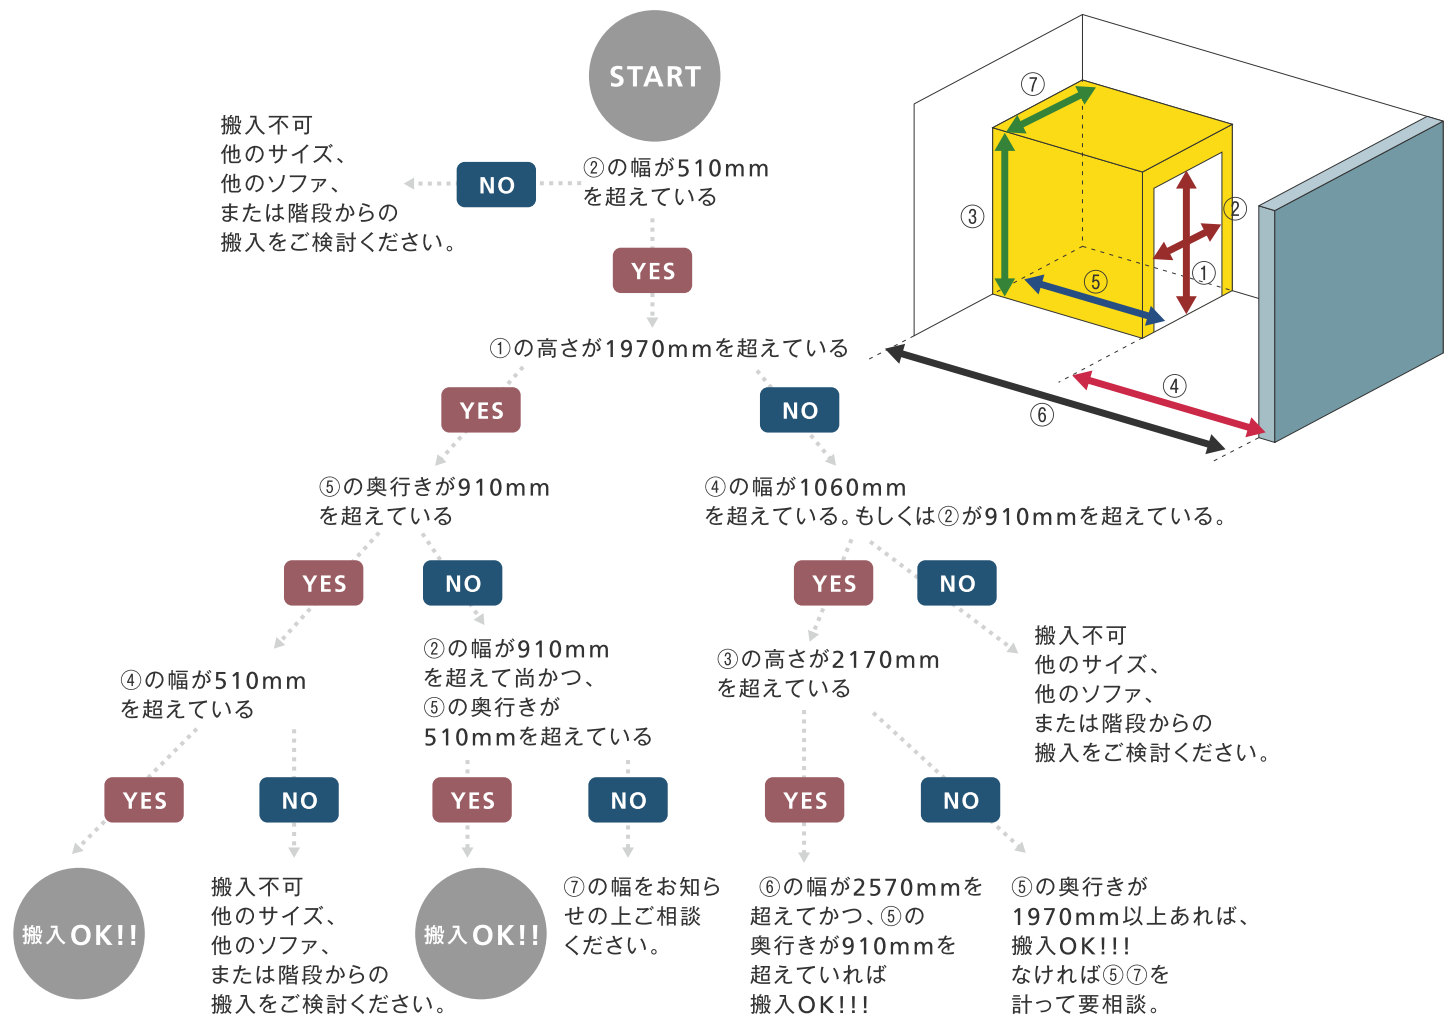 START
搬入不可
他のサイズ、
他のソファ、
または階段からの
搬入をご検討ください。
NO
②の幅が510mm
を超えている
YES
①の高さが1970mmを超えている
YES
NO
⑤の奥行きが910mm
を超えている
④の幅が1060mm
を超えている。もしくは②が910mmを超えている。
YES
NO
YES
NO
④の幅が510mm
を超えている
②の幅が910mm
を超えて尚かつ、
⑤の奥行きが
510mmを超えている
③の高さが2170mm
を超えている
搬入不可
他のサイズ、
他のソファ、
または階段からの
搬入をご検討ください。
YES
NO
YES
NO
YES
NO
搬入OK!!
搬入不可
他のサイズ、
他のソファ、
または階段からの
搬入をご検討ください。
搬入OK!!
⑦の幅をお知ら
せの上ご相談
ください。
⑥の幅が2570mmを
超えてかつ、⑤の
奥行きが910mmを
超えていれば
搬入OK!!!
⑤の奥行きが
1970mm以上あれば、
搬入OK!!!
なければ⑤⑦を
計って要相談。
⑦
③
②
①
⑤
④
⑥